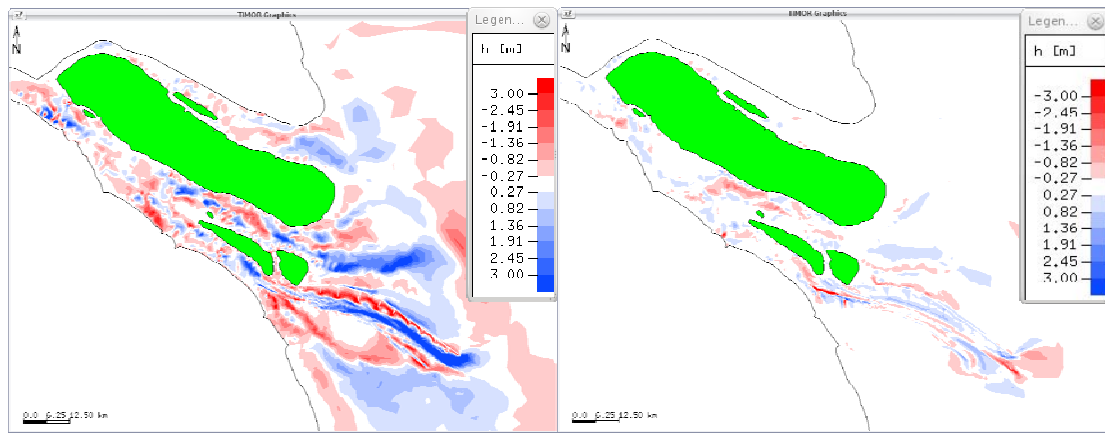 TIMOR Graphics
N
Legen...
h [m]
3.00
-2.45
-1.91
-1.36
-0.82
-0.27
0.27
0.82
1.36
1.91
2.45
3.00
0.0 6.25 12.50 km
TIMOR Graphics
N
Legen...
h [m]
-3.00
-2.45
-1.91
-1.36
-0.82
-0.27
0.27
0.82
1.36
1.91
2.45
3.00
0.0 6.25 12.50 km